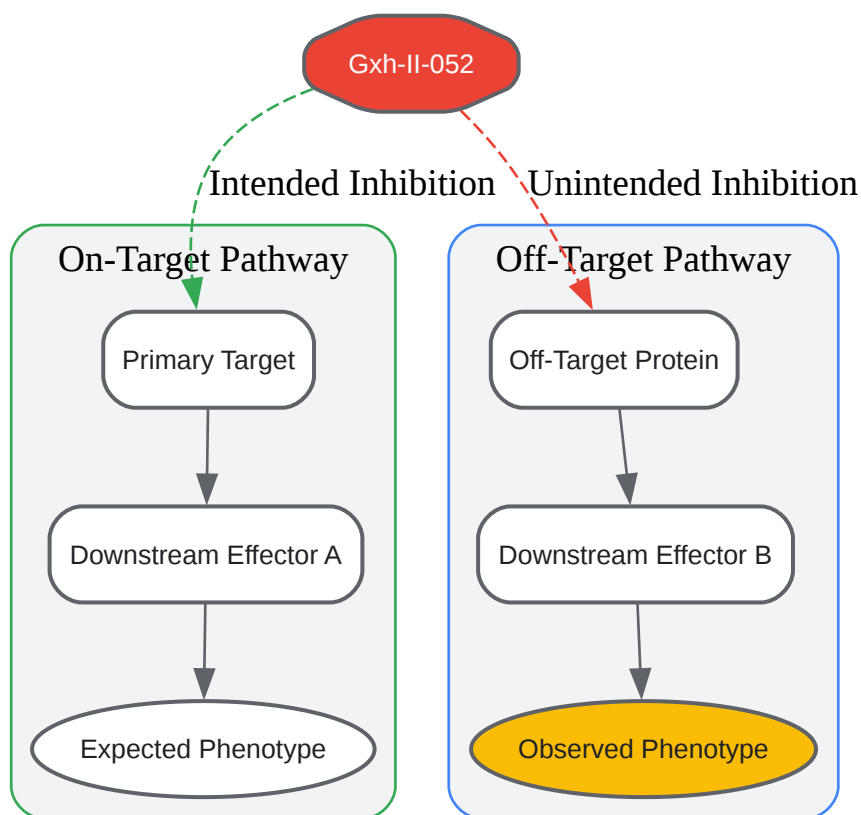 Gxh-II-052
Intended Inhibition
Unintended Inhibition
On-Target Pathway
Off-Target Pathway
Primary Target
Off-Target Protein
Downstream Effector A
Downstream Effector B
Expected Phenotype
Observed Phenotype